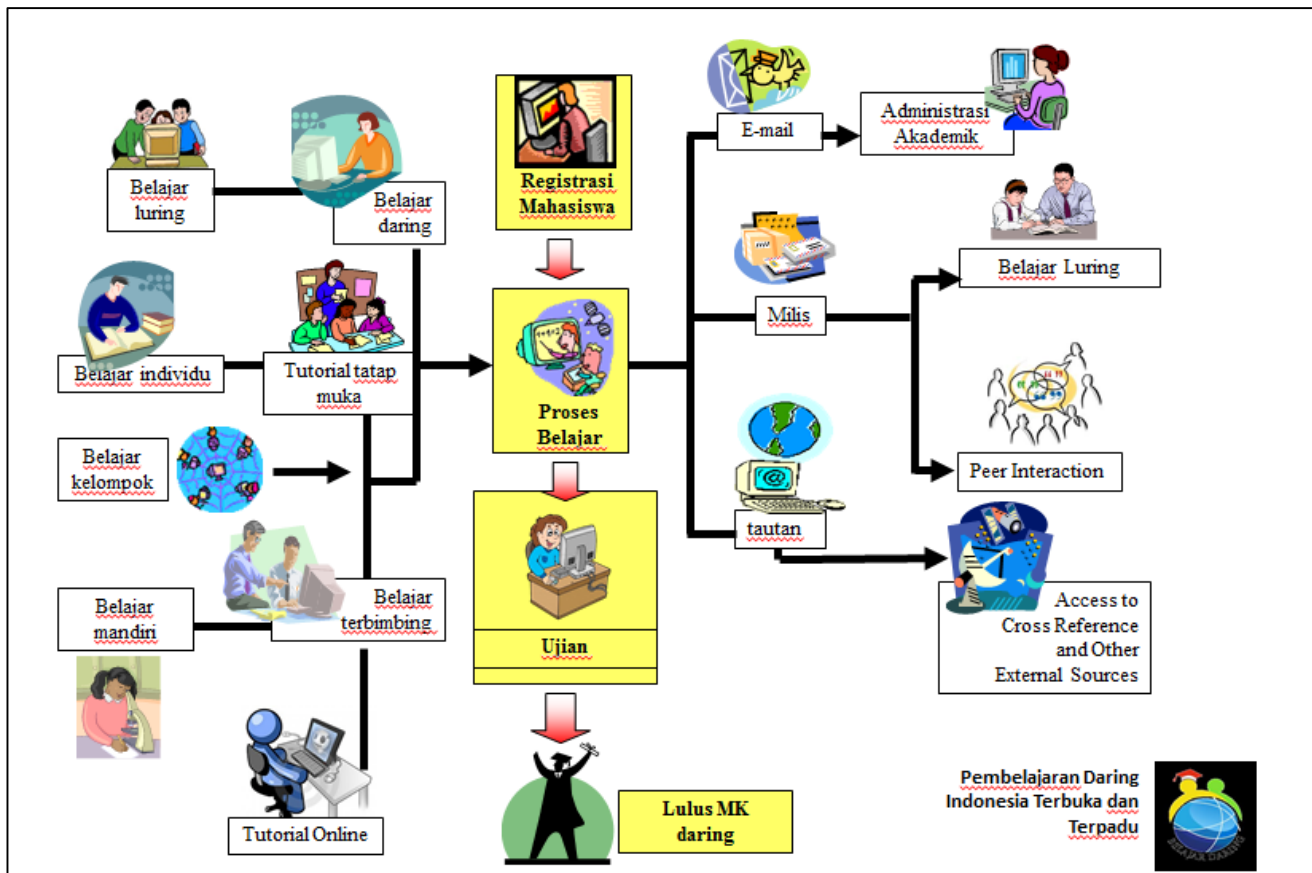 E-mail
Administrasi
Akademik
Belajar
luring
Belajar
daring
Registrasi
Mahasiswa
Belajar Luring
Milis
Belajar individu
Tutorial tatap
muka
Proses
Belajar
Belajar
kelompok
Peer Interaction
tautan
Belajar
mandiri
Belajar
terbimbing
Ujian
Access to
Cross Reference
and Other
External Sources
Tutorial Online
Lulus MK
daring
Pembelajaran Daring
Indonesia Terbuka dan
Terpadu
BELAJAR DARING